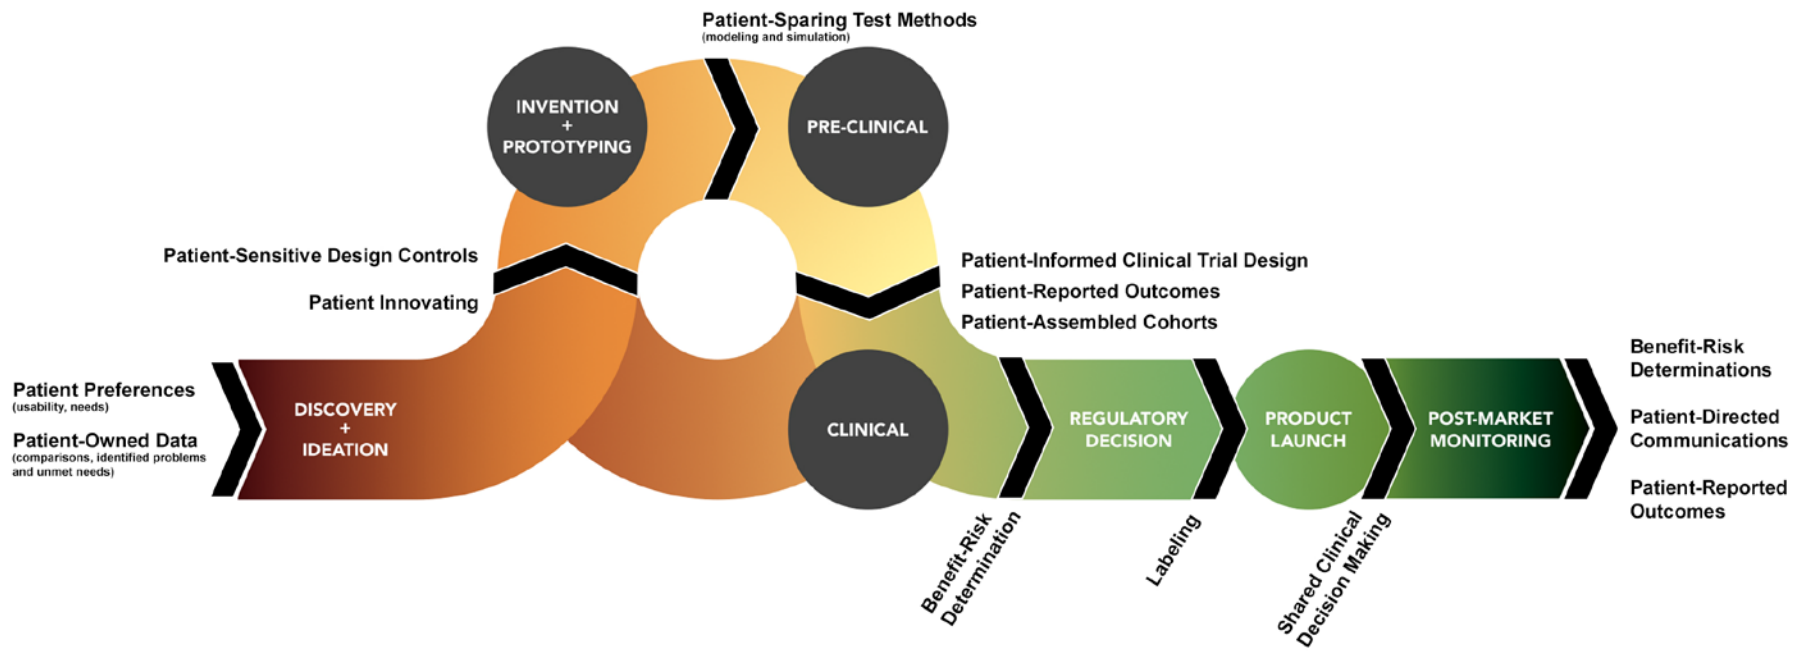 Patient-Sparing Test Methods
(modeling and simulation)
INVENTION
+
PROTOTYPING
PRE-CLINICAL
Patient-Sensitive Design Controls
Patient Innovating
Patient-Informed Clinical Trial Design
Patient-Reported Outcomes
Patient-Assembled Cohorts
Patient Preferences
(usability, needs)
Patient-Owned Data
(comparisons, identified problems
and unmet needs)
DISCOVERY
+
IDEATION
CLINICAL
REGULATORY
DECISION
PRODUCT
LAUNCH
POST-MARKET
MONITORING
Benefit-Risk
Determinations
Patient-Directed
Communications
Patient-Reported
Outcomes
Benefit-Risk
Determination
Labeling
Shared Clinical
Decision Making